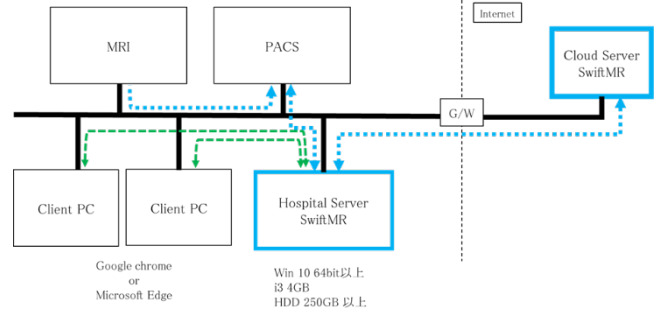 Internet
MRI
PACS
Cloud Server
SwiftMR
G/W
Client PC
Client PC
Hospital Server
SwiftMR
Google chrome
or
Microsoft Edge
Win 10 64bit以上
i3 4GB
HDD 250GB 以上